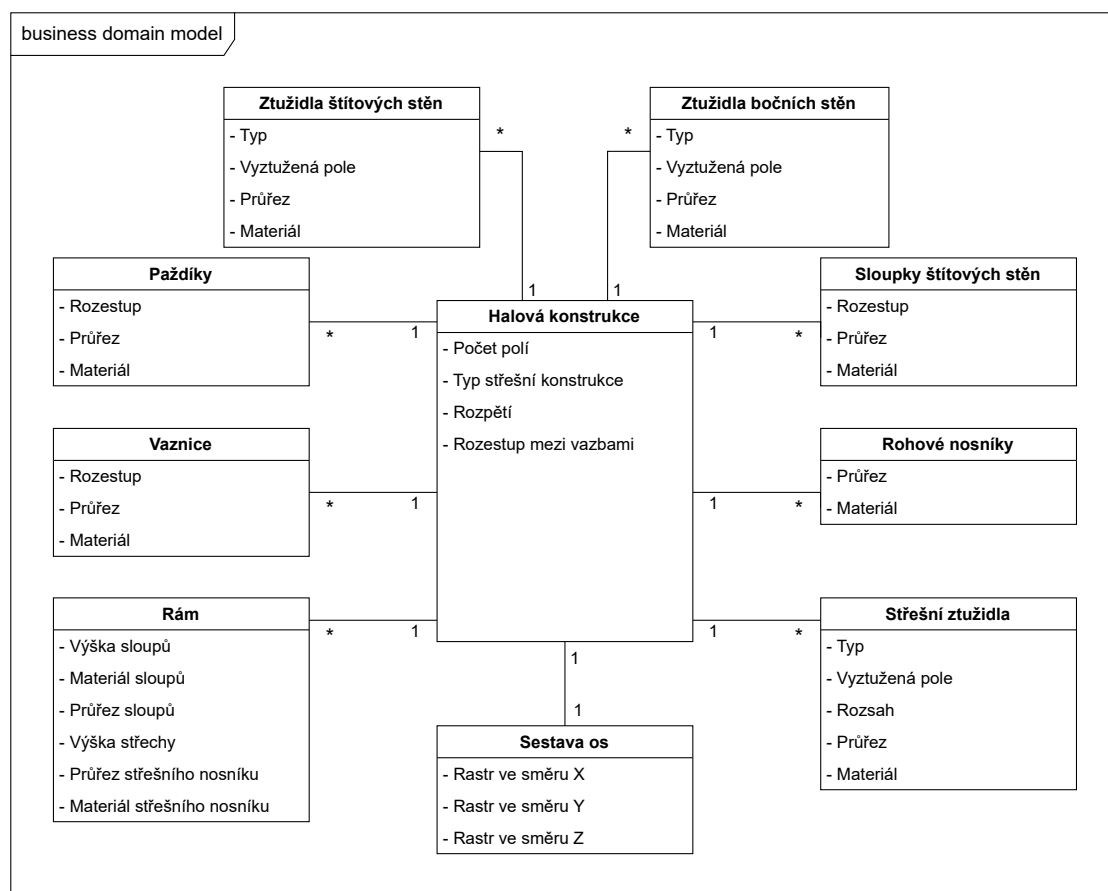 business domain model
Ztužidla štítových stěn
- Typ
- Vyztužená pole
- Průřez
- Materiál
*
1
Ztužidla bočních stěn
- Typ
- Vyztužená pole
- Průřez
- Materiál
*
1
Paždíky
- Rozestup
- Průřez
- Materiál
*
1
Halová konstrukce
- Počet polí
- Typ střešní konstrukce
- Rozpětí
- Rozestup mezi vazbami
Sloupky štítových stěn
- Rozestup
- Průřez
- Materiál
1
*
Vaznice
- Rozestup
- Průřez
- Materiál
*
1
Rohové nosníky
- Průřez
- Materiál
1
*
Rám
- Výška sloupů
- Materiál sloupů
- Průřez sloupů
- Výška střechy
- Průřez střešního nosníku
- Materiál střešního nosníku
*
1
Střešní ztužidla
- Typ
- Vyztužená pole
- Rozsah
- Průřez
- Materiál
1
*
1
1
Sestava os
- Rastr ve směru X
- Rastr ve směru Y
- Rastr ve směru Z